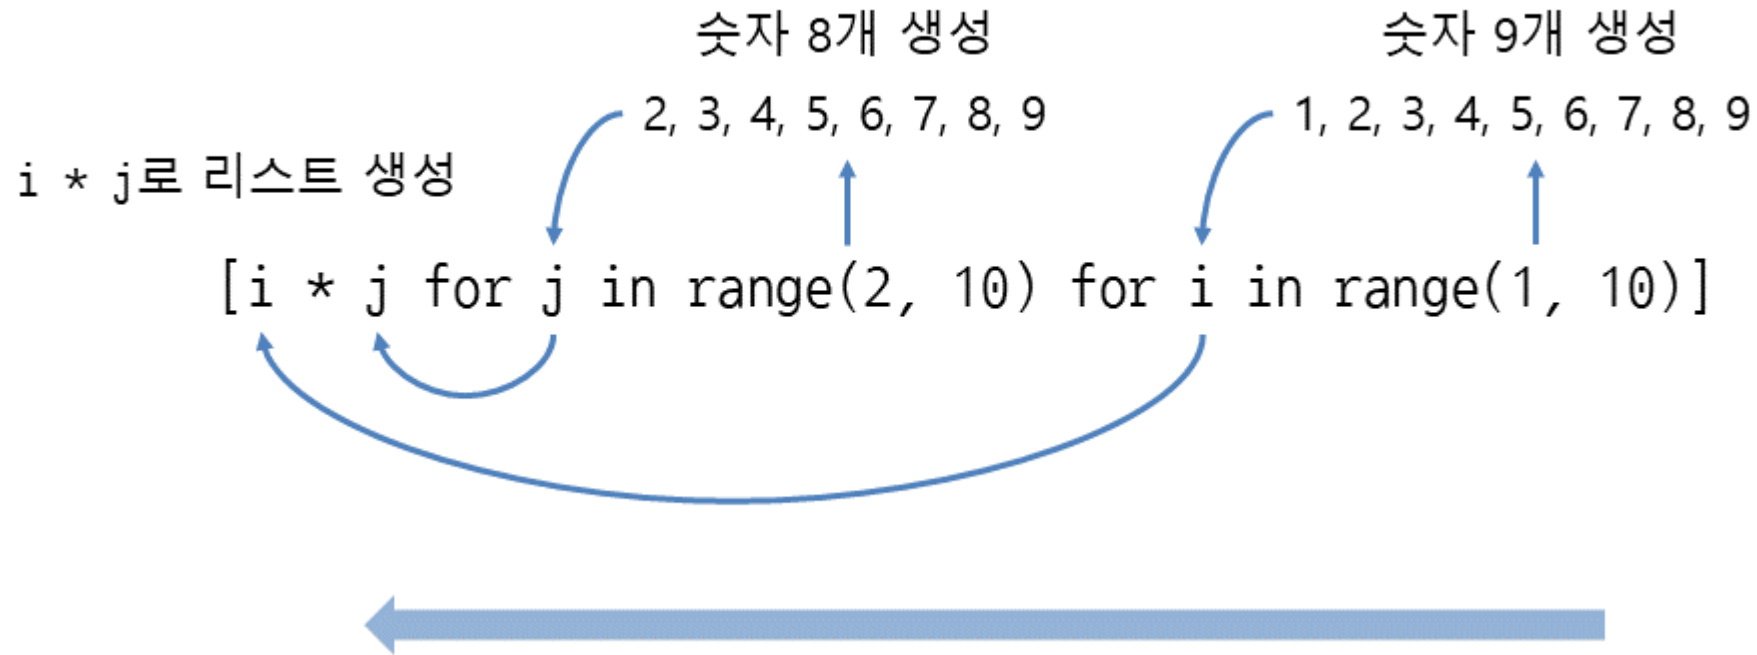 숫자 8개 생성
숫자 9개 생성
2, 3, 4, 5, 6, 7, 8, 9
1, 2, 3, 4, 5, 6, 7, 8, 9
i * j로 리스트 생성
[i * j for j in range(2, 10) for i in range(1, 10)]